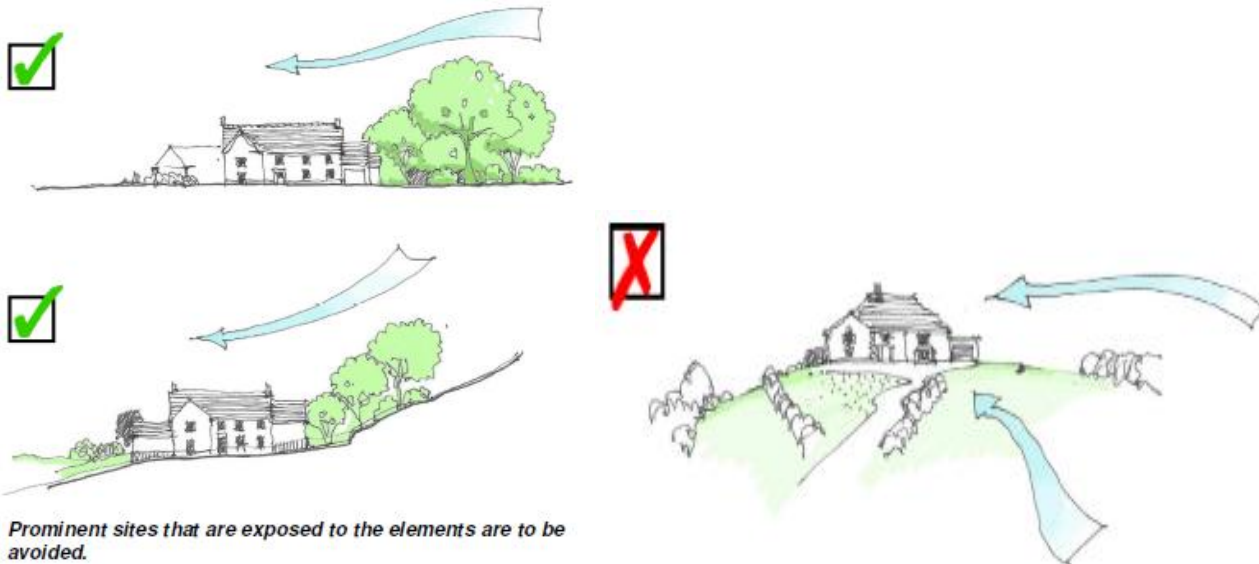 Prominent sites that are exposed to the elements are to be
avoided.